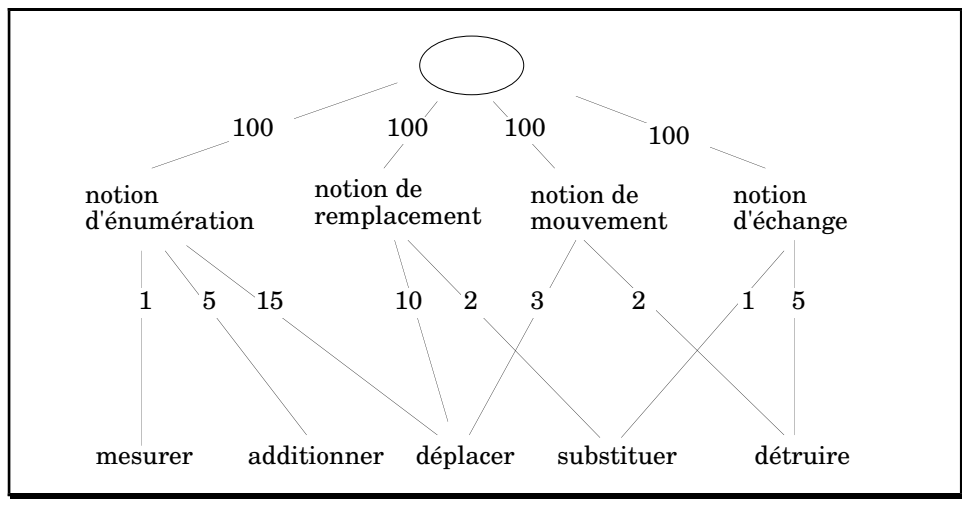 100 100 100 100
notion
d'énumération
notion de
remplacement
notion de
mouvement
notion
d'échange
1 5 15 10 2 3 2 1 5
mesurer additionner déplacer substituer détruire